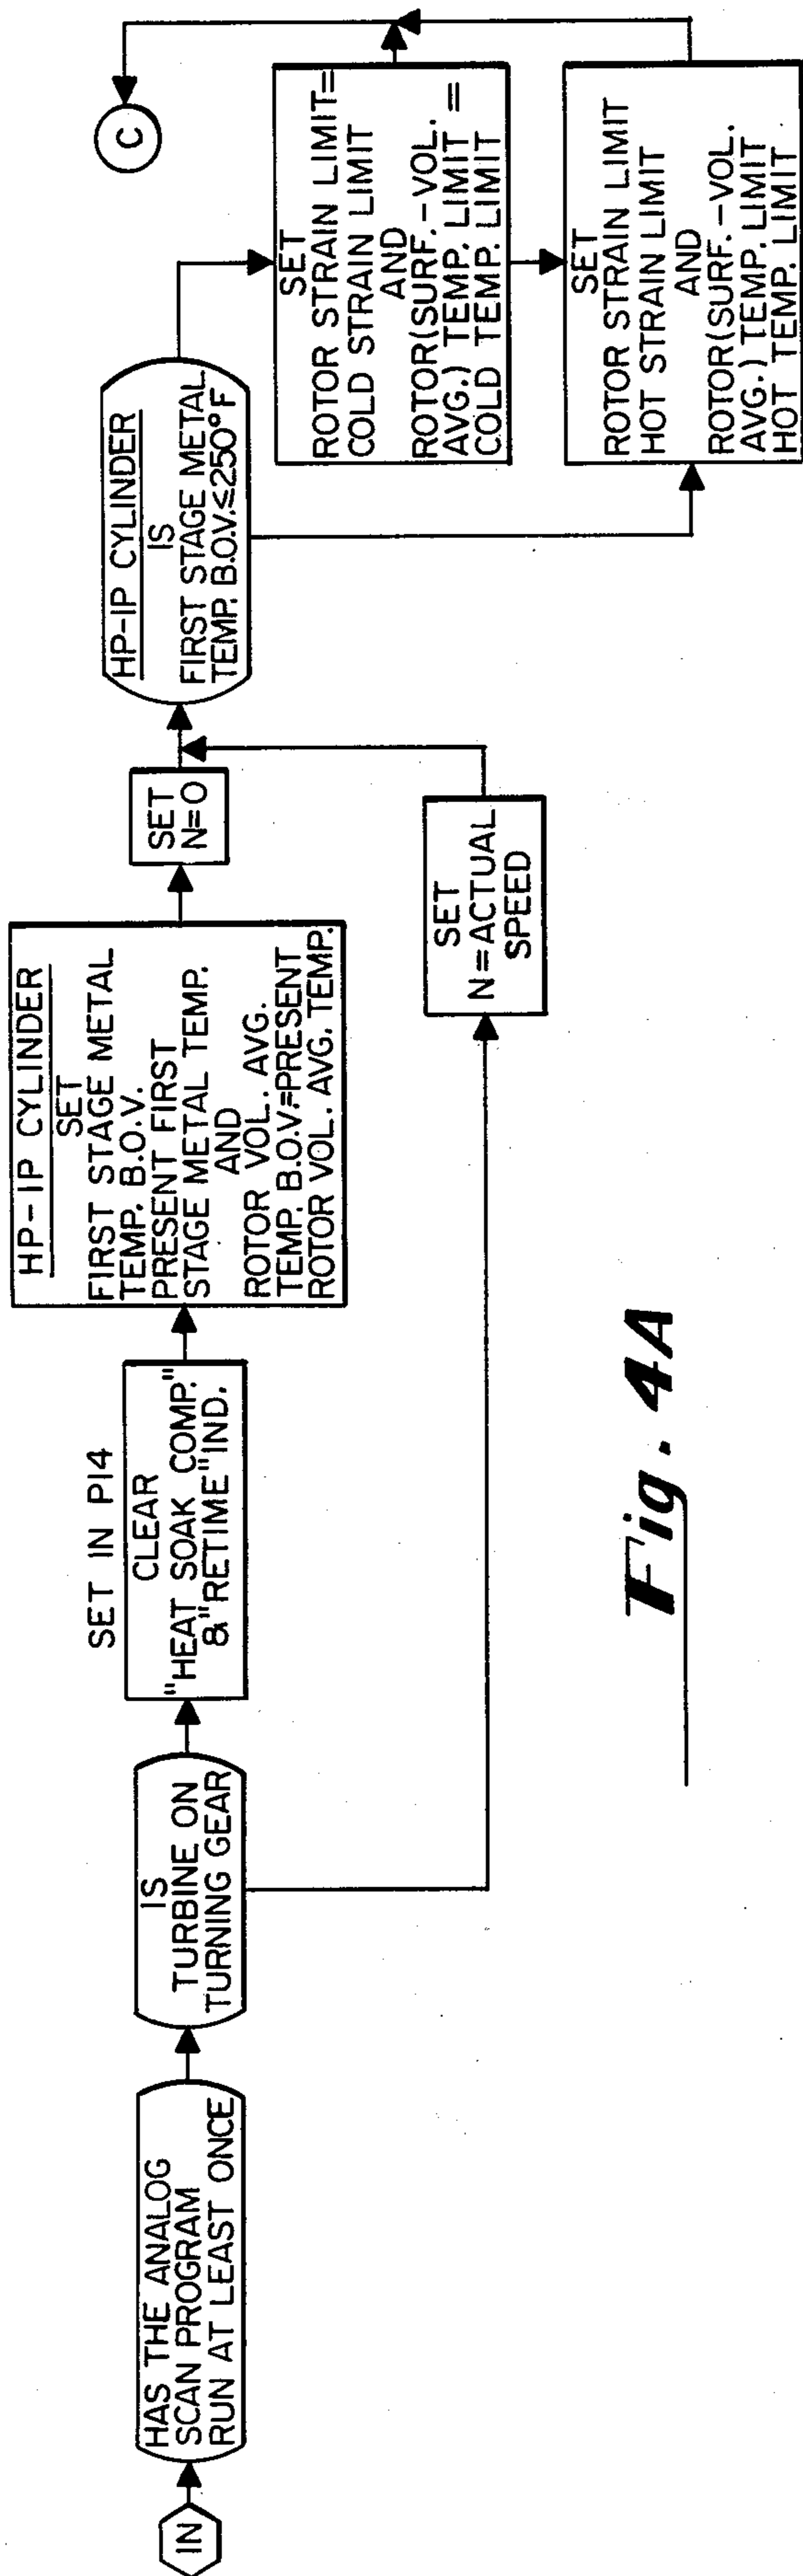 IN
HAS THE ANALOG
SCAN PROGRAM
RUN AT LEAST ONCE
IS
TURBINE ON
TURNING GEAR
SET IN P14
CLEAR
"HEAT SOAK COMP."
&"RETIME"IND.
HP-IP CYLINDER
SET
FIRST STAGE METAL
TEMP. B.O.V.
PRESENT FIRST
STAGE METAL TEMP.
AND
ROTOR VOL. AVG.
TEMP. B.O.V.=PRESENT
ROTOR VOL. AVG. TEMP.
SET
N=0
SET
N=ACTUAL
SPEED
HP-IP CYLINDER
IS
FIRST STAGE METAL
TEMP. B.O.V.≤250°F
SET
ROTOR STRAIN LIMIT=
COLD STRAIN LIMIT
AND
ROTOR(SURF.-VOL.
AVG.) TEMP. LIMIT =
COLD TEMP. LIMIT
SET
ROTOR STRAIN LIMIT
HOT STRAIN LIMIT
AND
ROTOR(SURF.-VOL.
AVG.) TEMP. LIMIT
HOT TEMP. LIMIT
C
Fig. 4A